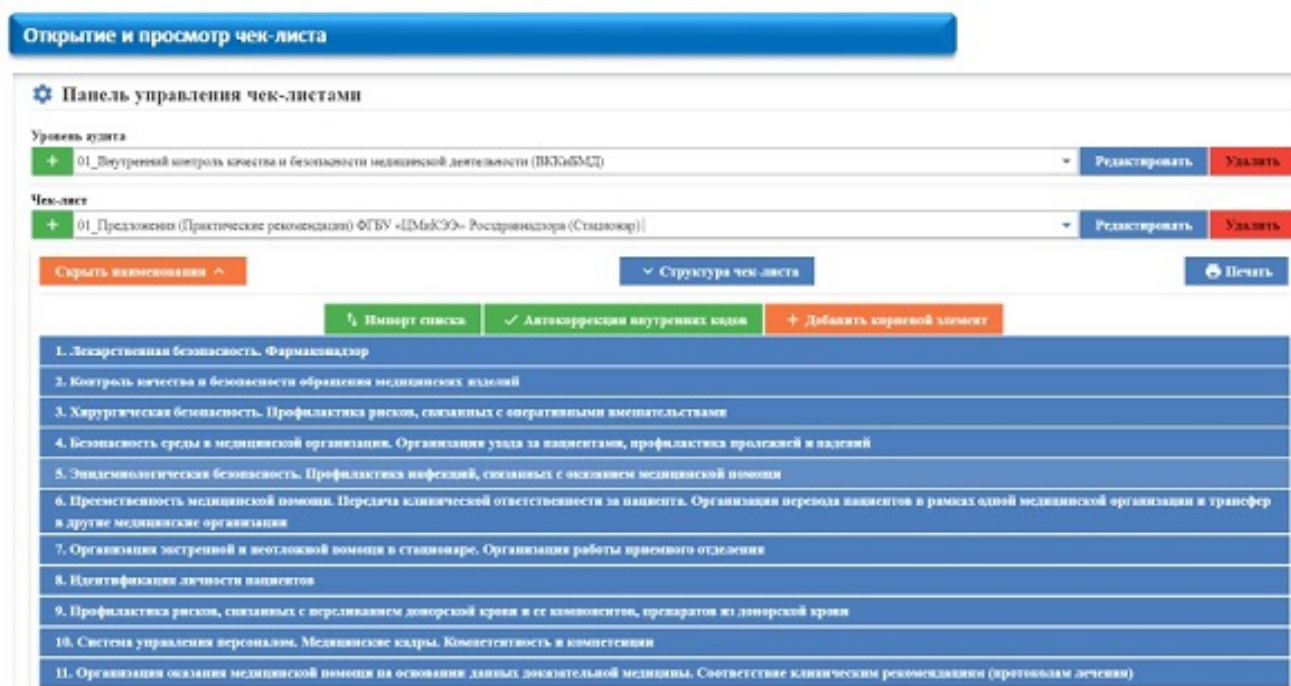 Открытие и просмотр чек-листа
Панель управления чек-листами
Уровень аудита
+ 01_Внутренний контроль качества и безопасности медицинской деятельности (ВККиБМД) Редактировать Удалить
Чек-лист
+ 01_Предложения (Практические рекомендации) ФГБУ «ЦМиКЭЭ» Росздравнадзора (Стационар) Редактировать Удалить
Скрыть наименования Структура чек-листа Печать
Импорт списка Автокоррекция внутренних кодов + Добавить корневой элемент
1. Лекарственная безопасность. Фармаконадзор
2. Контроль качества и безопасности обращения медицинских изделий
3. Хирургическая безопасность. Профилактика рисков, связанных с оперативными вмешательствами
4. Безопасность среды в медицинской организации. Организация ухода за пациентами, профилактика пролежней и падений
5. Эпидемиологическая безопасность. Профилактика инфекций, связанных с оказанием медицинской помощи
6. Преемственность медицинской помощи. Передача клинической ответственности за пациента. Организация перевода пациентов в рамках одной медицинской организации и трансфер
в другие медицинские организации
7. Организация экстренной и неотложной помощи в стационаре. Организация работы приемного отделения
8. Идентификация личности пациентов
9. Профилактика рисков, связанных с переливанием донорской крови и ее компонентов, препаратов из донорской крови
10. Система управления персоналом. Медицинские кадры. Компетентность и компетенции
11. Организация оказания медицинской помощи на основании данных доказательной медицины. Соответствие клиническим рекомендациям (протоколам лечения)